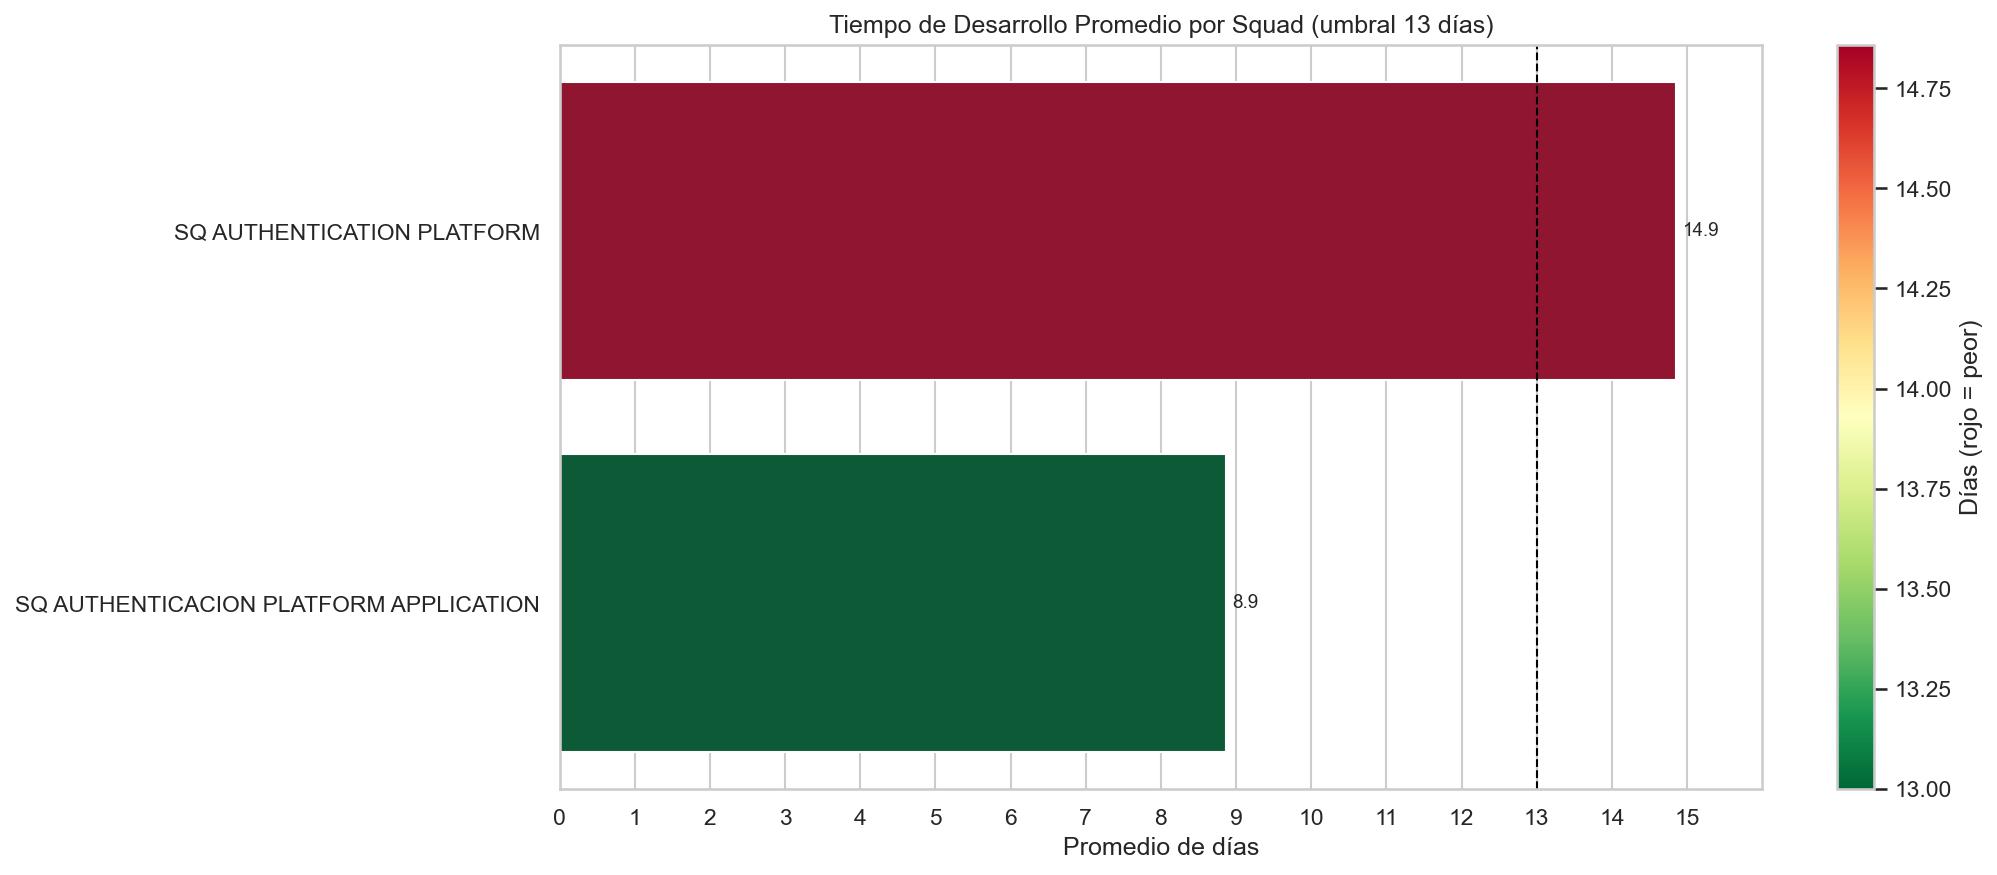 Tiempo de Desarrollo Promedio por Squad (umbral 13 días)
SQ AUTHENTICATION PLATFORM
14.9
SQ AUTHENTICACION PLATFORM APPLICATION
8.9
0 1 2 3 4 5 6 7 8 9 10 11 12 13 14 15
Promedio de días
14.75
14.50
14.25
14.00
13.75
13.50
13.25
13.00
Días (rojo = peor)